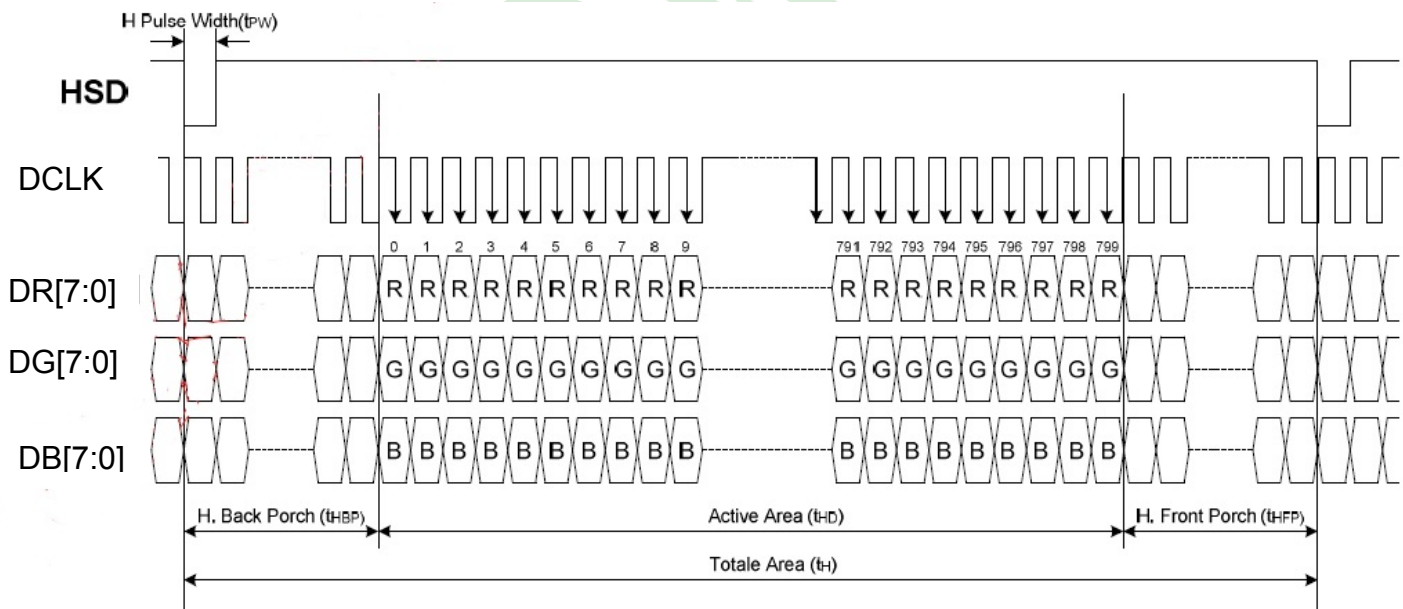 H Pulse Width(tPW)
HSD
DCLK
0 1 2 3 4 5 6 7 8 9 791 792 793 794 795 796 797 798 799
DR[7:0] R R R R R R R R R R R R R R R R R R R
DG[7:0] G G G G G G G G G G G G G G G G G G G
DB[7:0] B B B B B B B B B B B B B B B B B B B
H. Back Porch (tHBP) Active Area (tHD) H. Front Porch (tHFP)
Totale Area (tH)